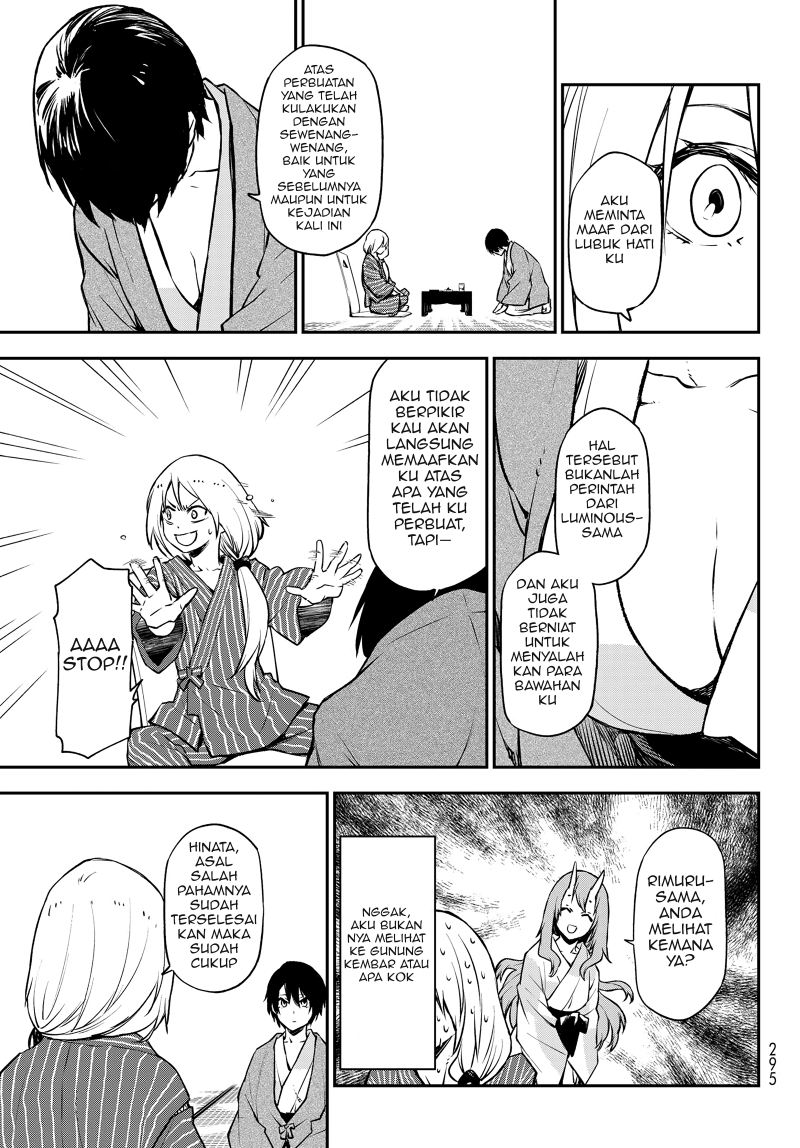 AKU
MEMINTA
MAAF DARI
LUBUK HATI
KU
ATAS
PERBUATAN
YANG TELAH
KULAKUKAN
DENGAN
SEWENANG-
WENANG,
BAIK UNTUK
YANG
SEBELUMNYA
MAUPUN UNTUK
KEJADIAN
KALI INI
HAL
TERSEBUT
BUKANLAH
PERINTAH
DARI
LUMINOUS-
SAMA
DAN AKU
JUGA
TIDAK
BERNIAT
UNTUK
MENYALAH
KAN PARA
BAWAHAN
KU
AKU TIDAK
BERPIKIR
KAU AKAN
LANGSUNG
MEMAAFKAN
KU ATAS
APA YANG
TELAH KU
PERBUAT,
TAPI—
AAAA
STOP!!
RIMURU-
SAMA,
ANDA
MELIHAT
KEMANA
YA?
NGGAK,
AKU BUKAN
NYA MELIHAT
KE GUNUNG
KEMBAR ATAU
APA KOK
HINATA,
ASAL
SALAH
PAHAMNYA
SUDAH
TERSELESAI
KAN MAKA
SUDAH
CUKUP
295